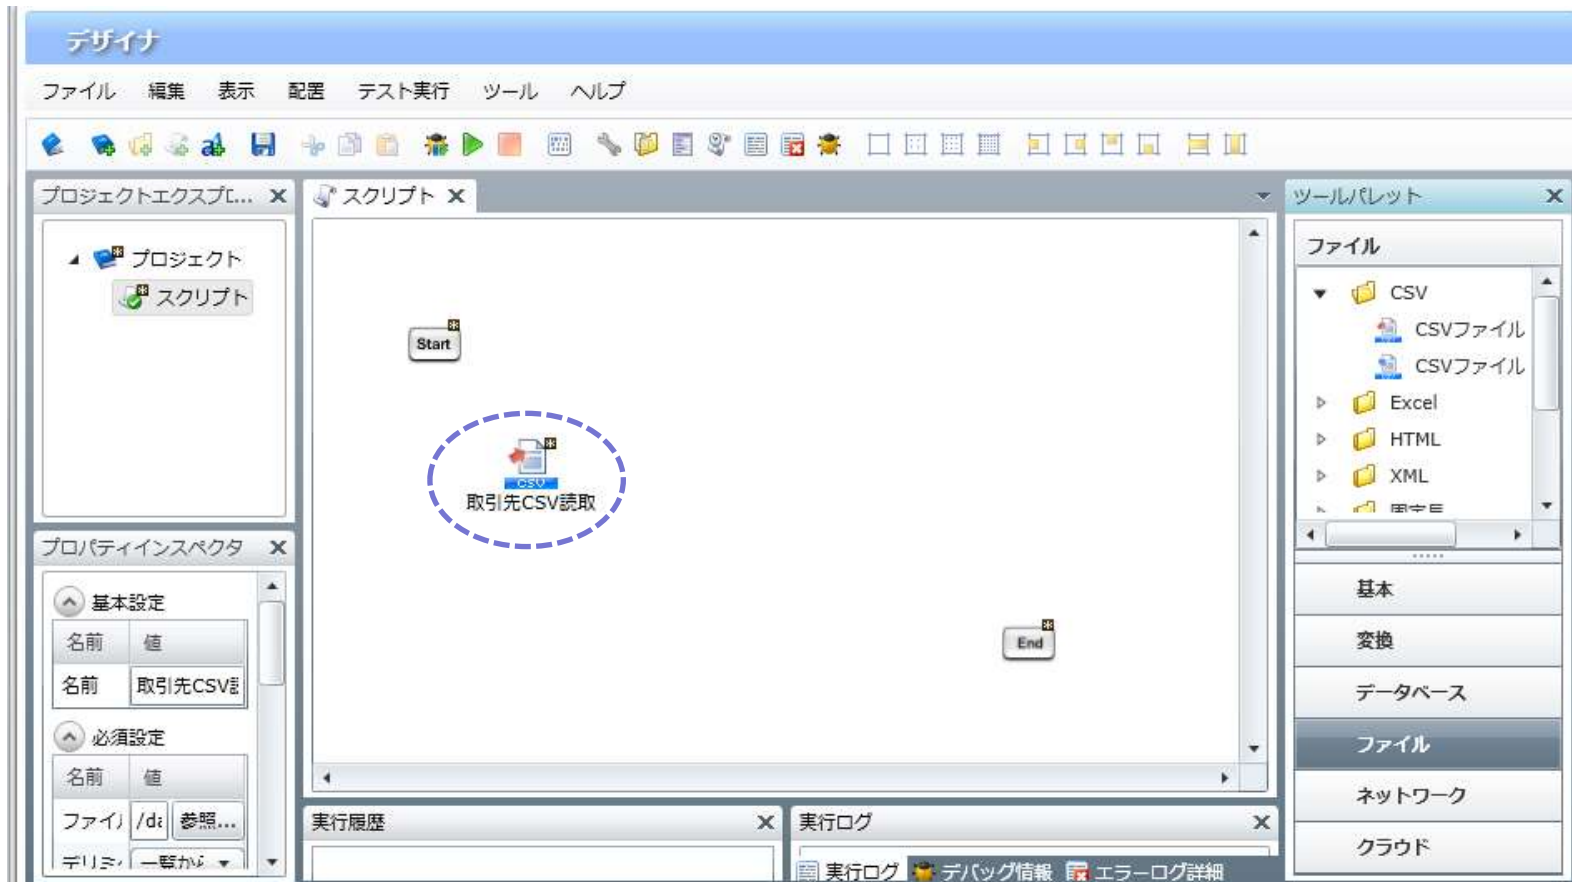 デザイナ
ファイル 編集 表示 配置 テスト実行 ツール ヘルプ
プロジェクトエクスプロ...
プロジェクト
スクリプト
スクリプト
Start
CSV
取引先CSV読取
End
ツールパレット
ファイル
CSV
CSVファイル
CSVファイル
Excel
HTML
XML
プロパティインスペクタ
基本設定
名前 値
名前 取引先CSV
必須設定
名前 値
ファイル /da 参照...
実行履歴
実行ログ
実行ログ デバッグ情報 エラーログ詳細
基本
変換
データベース
ファイル
ネットワーク
クラウド